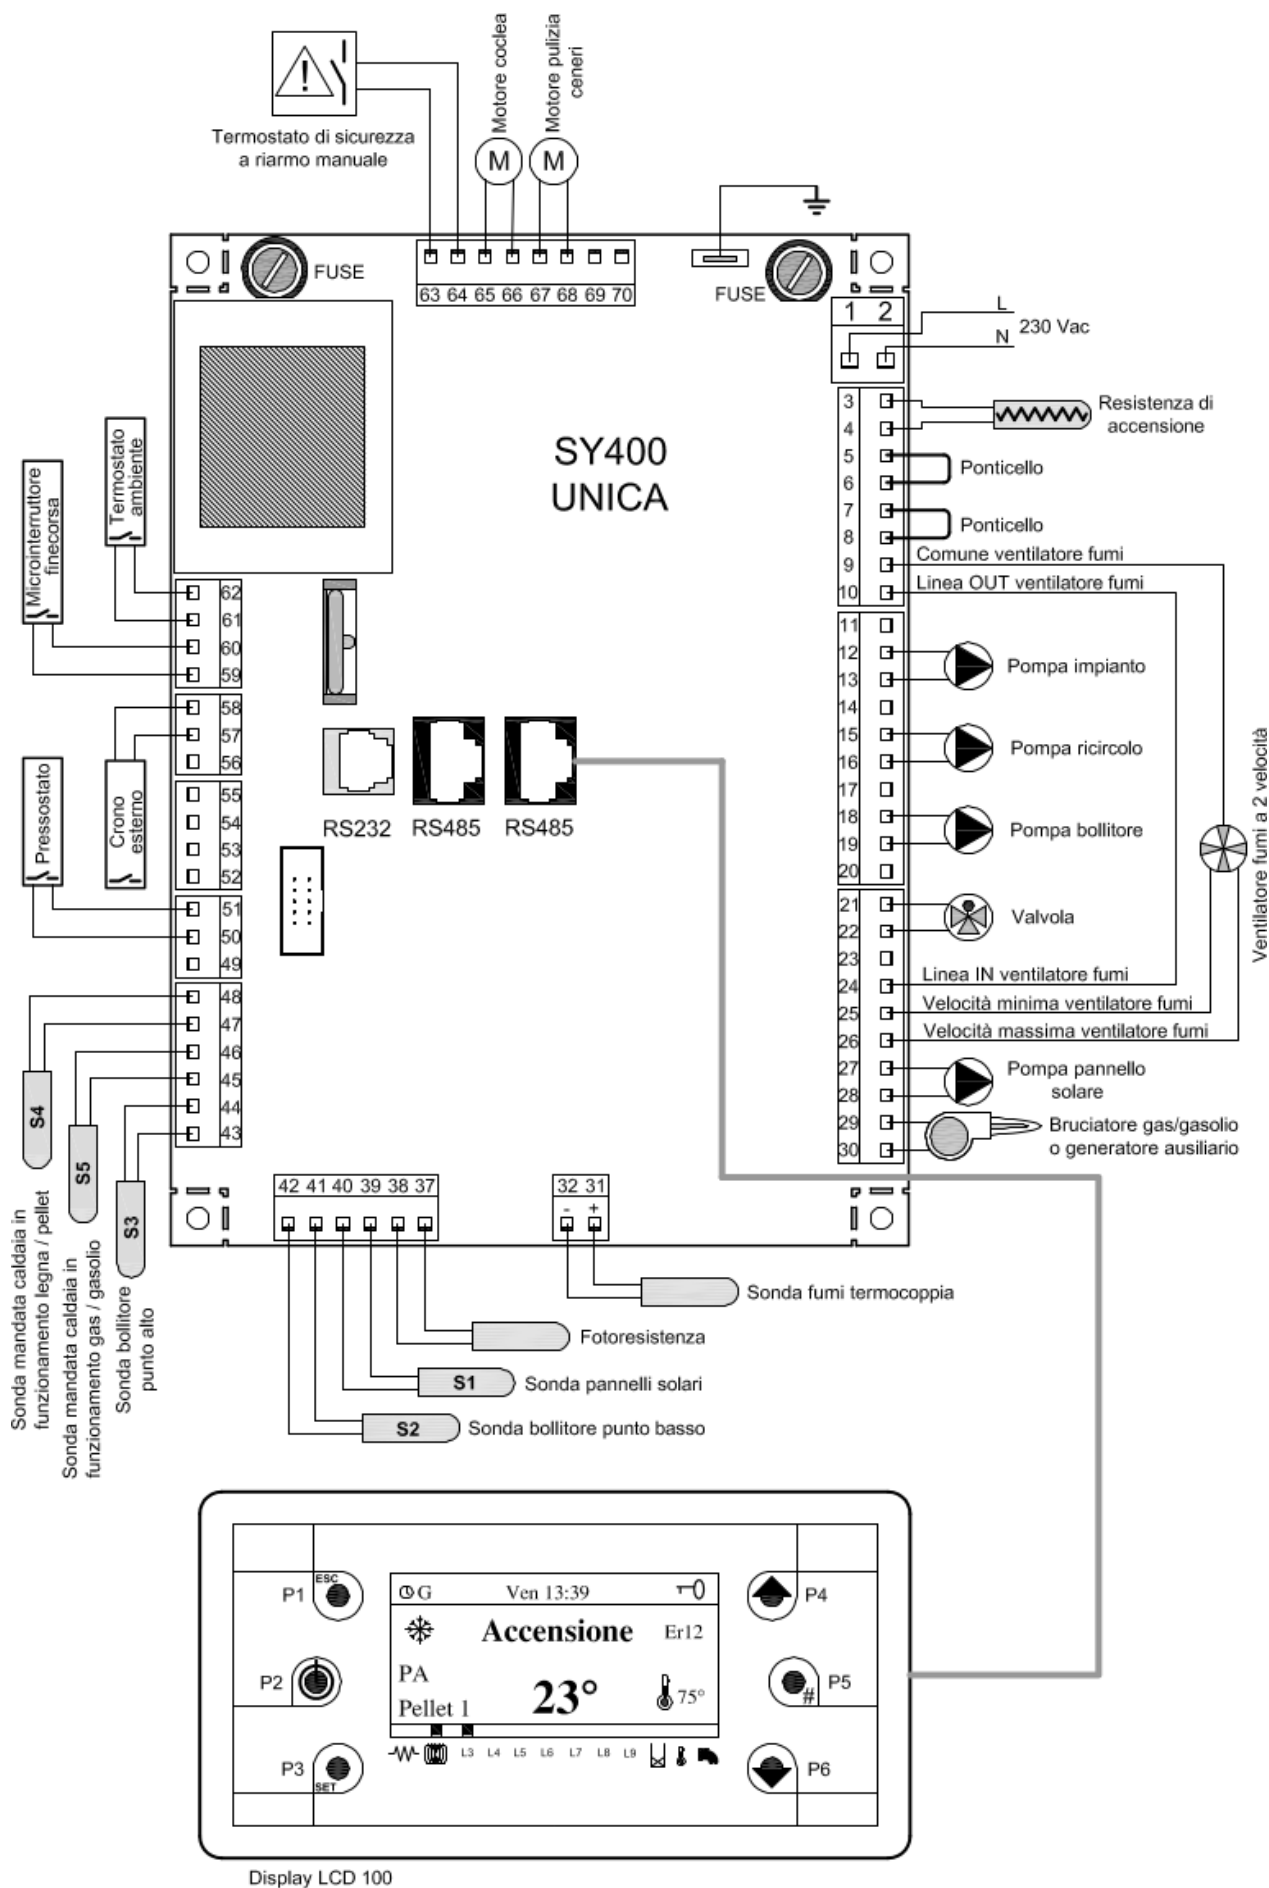 Motore coclea
Motore pulizia
ceneri
Termostato di sicurezza
a riarmo manuale
M
M
FUSE
63 64 65 66 67 68 69 70
FUSE
1 2
L
N
230 Vac
SY400
UNICA
3
4
Resistenza di
accensione
5
6
Ponticello
7
8
Ponticello
9
Comune ventilatore fumi
10
Linea OUT ventilatore fumi
11
12
13
Pompa impianto
14
15
16
Pompa ricircolo
17
18
19
Pompa bollitore
20
21
22
Valvola
23
24
Linea IN ventilatore fumi
25
Velocità minima ventilatore fumi
26
Velocità massima ventilatore fumi
Ventilatore fumi a 2 velocità
27
28
Pompa pannello
solare
29
30
Bruciatore gas/gasolio
o generatore ausiliario
Microinterruttore
finecorsa
Termostato
ambiente
62
61
60
59
58
57
56
Pressostato
Crono
esterno
55
54
53
52
51
50
49
48
47
46
45
44
43
RS232
RS485
RS485
S4
S5
S3
Sonda mandata caldaia in
funzionamento legna / pellet
Sonda mandata caldaia in
funzionamento gas / gasolio
Sonda bollitore
punto alto
42 41 40 39 38 37
32 31
- +
Sonda fumi termocoppia
Fotoresistenza
S1
Sonda pannelli solari
S2
Sonda bollitore punto basso
P1
ESC
P2
P3
SET
G
Ven 13:39
Accensione
Er12
PA
23°
75°
Pellet 1
L3 L4 L5 L6 L7 L8 L9
P4
P5
#
P6
Display LCD 100